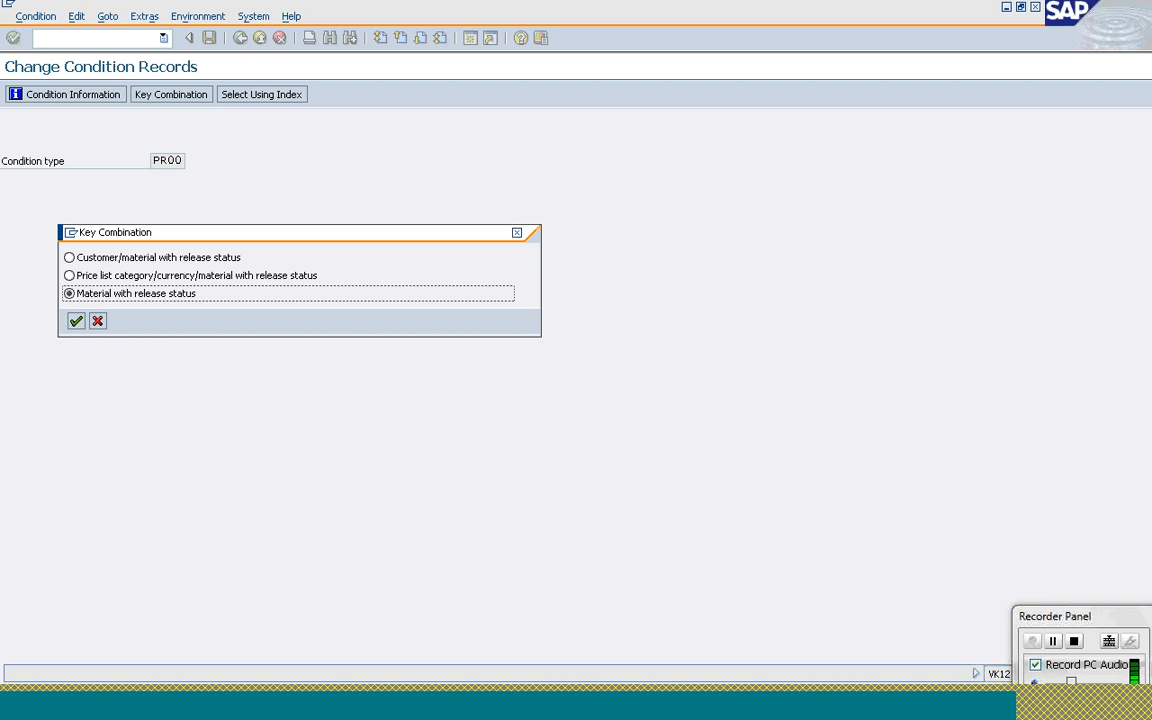 Condition Edit Goto Extras Environment System Help
SAP
Change Condition Records
Condition Information Key Combination Select Using Index
Condition type PR00
Key Combination
Customer/material with release status
Price list category/currency/material with release status
Material with release status
Recorder Panel
Record PC Audio
VK12